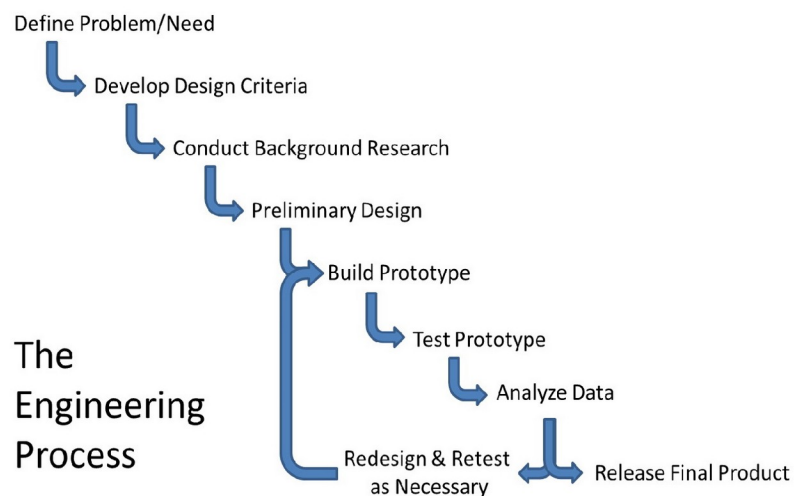 Define Problem/Need
Develop Design Criteria
Conduct Background Research
Preliminary Design
Build Prototype
Test Prototype
Analyze Data
Redesign & Retest
as Necessary
Release Final Product
The
Engineering
Process